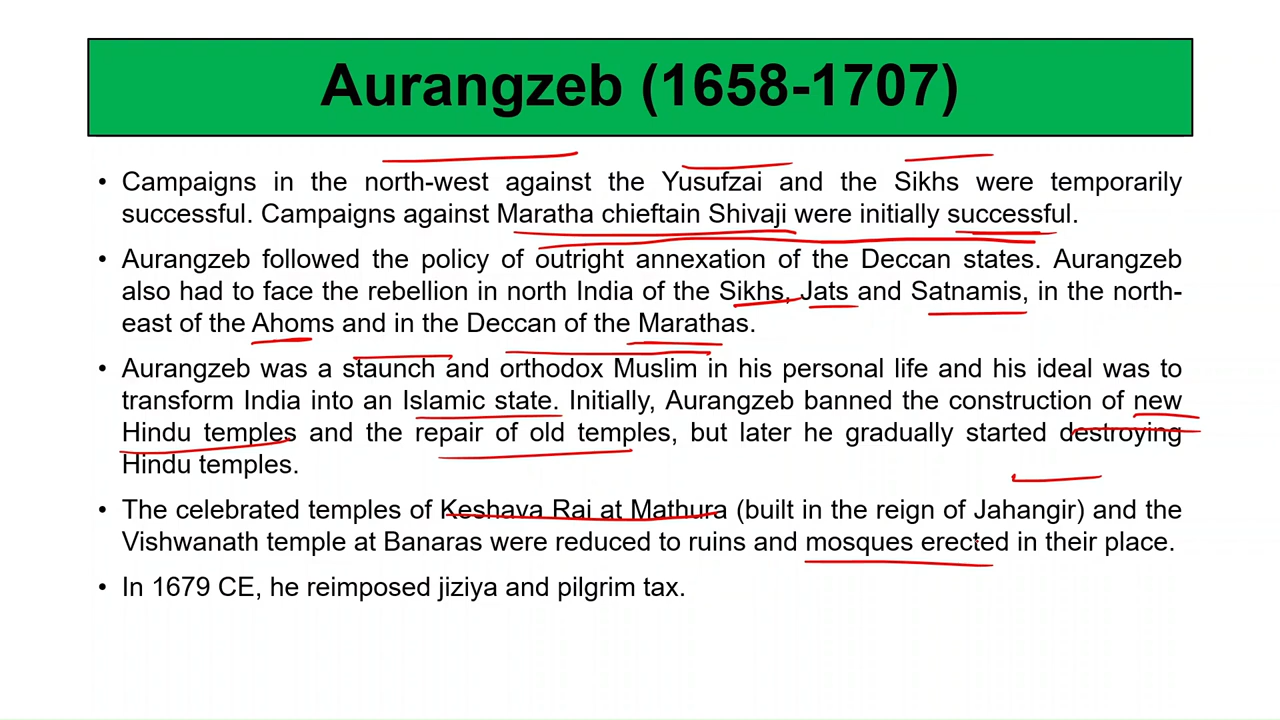 Aurangzeb (1658-1707)
• Campaigns in the north-west against the Yusufzai and the Sikhs were temporarily
successful. Campaigns against Maratha chieftain Shivaji were initially successful.
• Aurangzeb followed the policy of outright annexation of the Deccan states. Aurangzeb
also had to face the rebellion in north India of the Sikhs, Jats and Satnamis, in the north-
east of the Ahoms and in the Deccan of the Marathas.
• Aurangzeb was a staunch and orthodox Muslim in his personal life and his ideal was to
transform India into an Islamic state. Initially, Aurangzeb banned the construction of new
Hindu temples and the repair of old temples, but later he gradually started destroying
Hindu temples.
• The celebrated temples of Keshava Rai at Mathura (built in the reign of Jahangir) and the
Vishwanath temple at Banaras were reduced to ruins and mosques erected in their place.
• In 1679 CE, he reimposed jiziya and pilgrim tax.